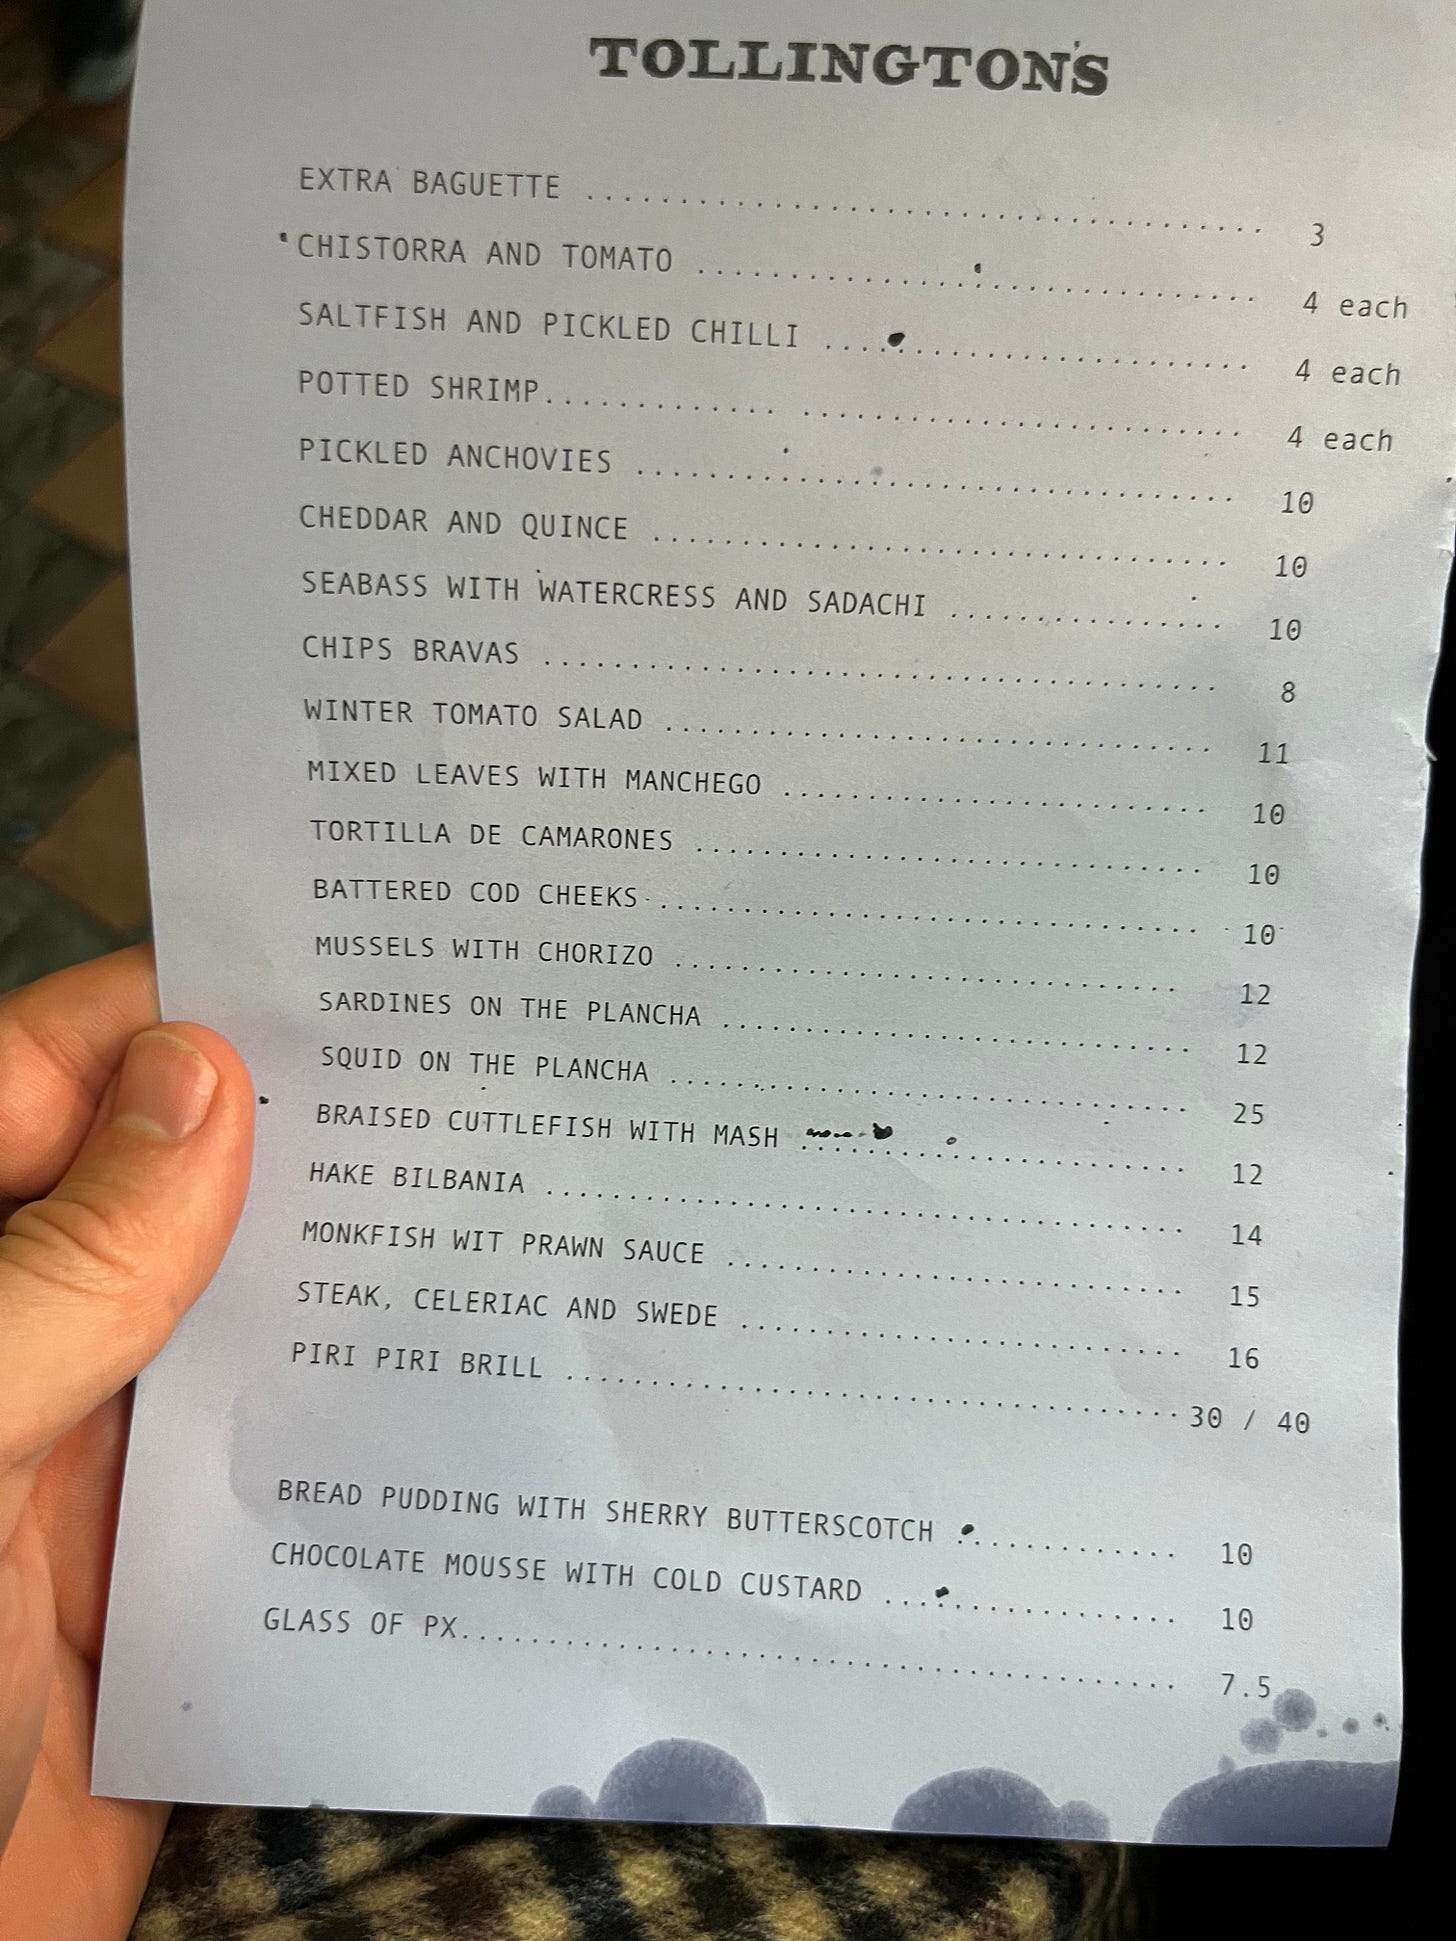 TOLLINGTON'S
EXTRA BAGUETTE ........................................ 3
CHISTORRA AND TOMATO ................................. 4 each
SALTFISH AND PICKLED CHILLI .......................... 4 each
POTTED SHRIMP......................................... 4 each
PICKLED ANCHOVIES .................................... 10
CHEDDAR AND QUINCE ................................... 10
SEABASS WITH WATERCRESS AND SADACHI ................. 10
CHIPS BRAVAS ......................................... 8
WINTER TOMATO SALAD .................................. 11
MIXED LEAVES WITH MANCHEGO .......................... 10
TORTILLA DE CAMARONES ................................ 10
BATTERED COD CHEEKS .................................. 10
MUSSELS WITH CHORIZO ................................. 12
SARDINES ON THE PLANCHA .............................. 12
SQUID ON THE PLANCHA ................................. 25
BRAISED CUTTLEFISH WITH MASH ........................ 12
HAKE BILBANIA ........................................ 14
MONKFISH WIT PRAWN SAUCE ............................. 15
STEAK, CELERIAC AND SWEDE ............................ 16
PIRI PIRI BRILL ...................................... 30 / 40
BREAD PUDDING WITH SHERRY BUTTERSCOTCH ............. 10
CHOCOLATE MOUSSE WITH COLD CUSTARD .................. 10
GLASS OF PX........................................... 7.5